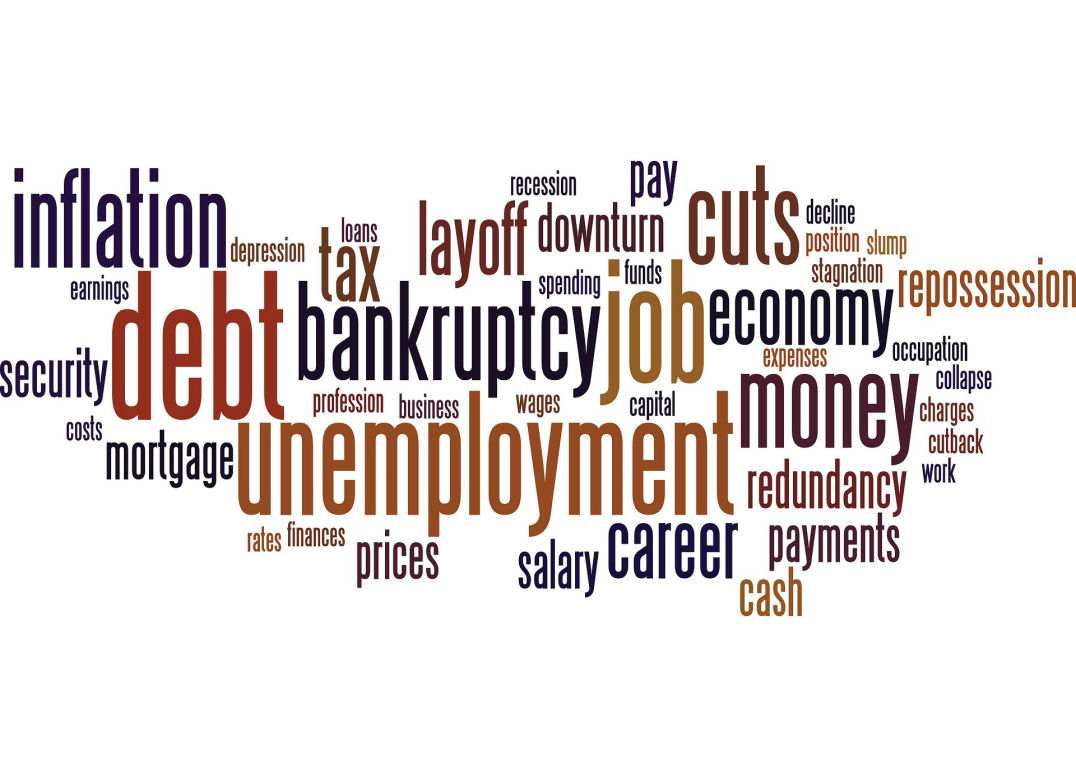 inflation
depression
earnings
loans
tax
recession
layoff
downturn
spending
funds
pay
cuts
decline
position
slump
stagnation
repossession
security
debt
bankruptcy
job
economy
expenses
occupation
collapse
costs
mortgage
profession
business
wages
capital
unemployment
money
charges
cutback
work
redundancy
rates
finances
prices
salary
career
payments
cash